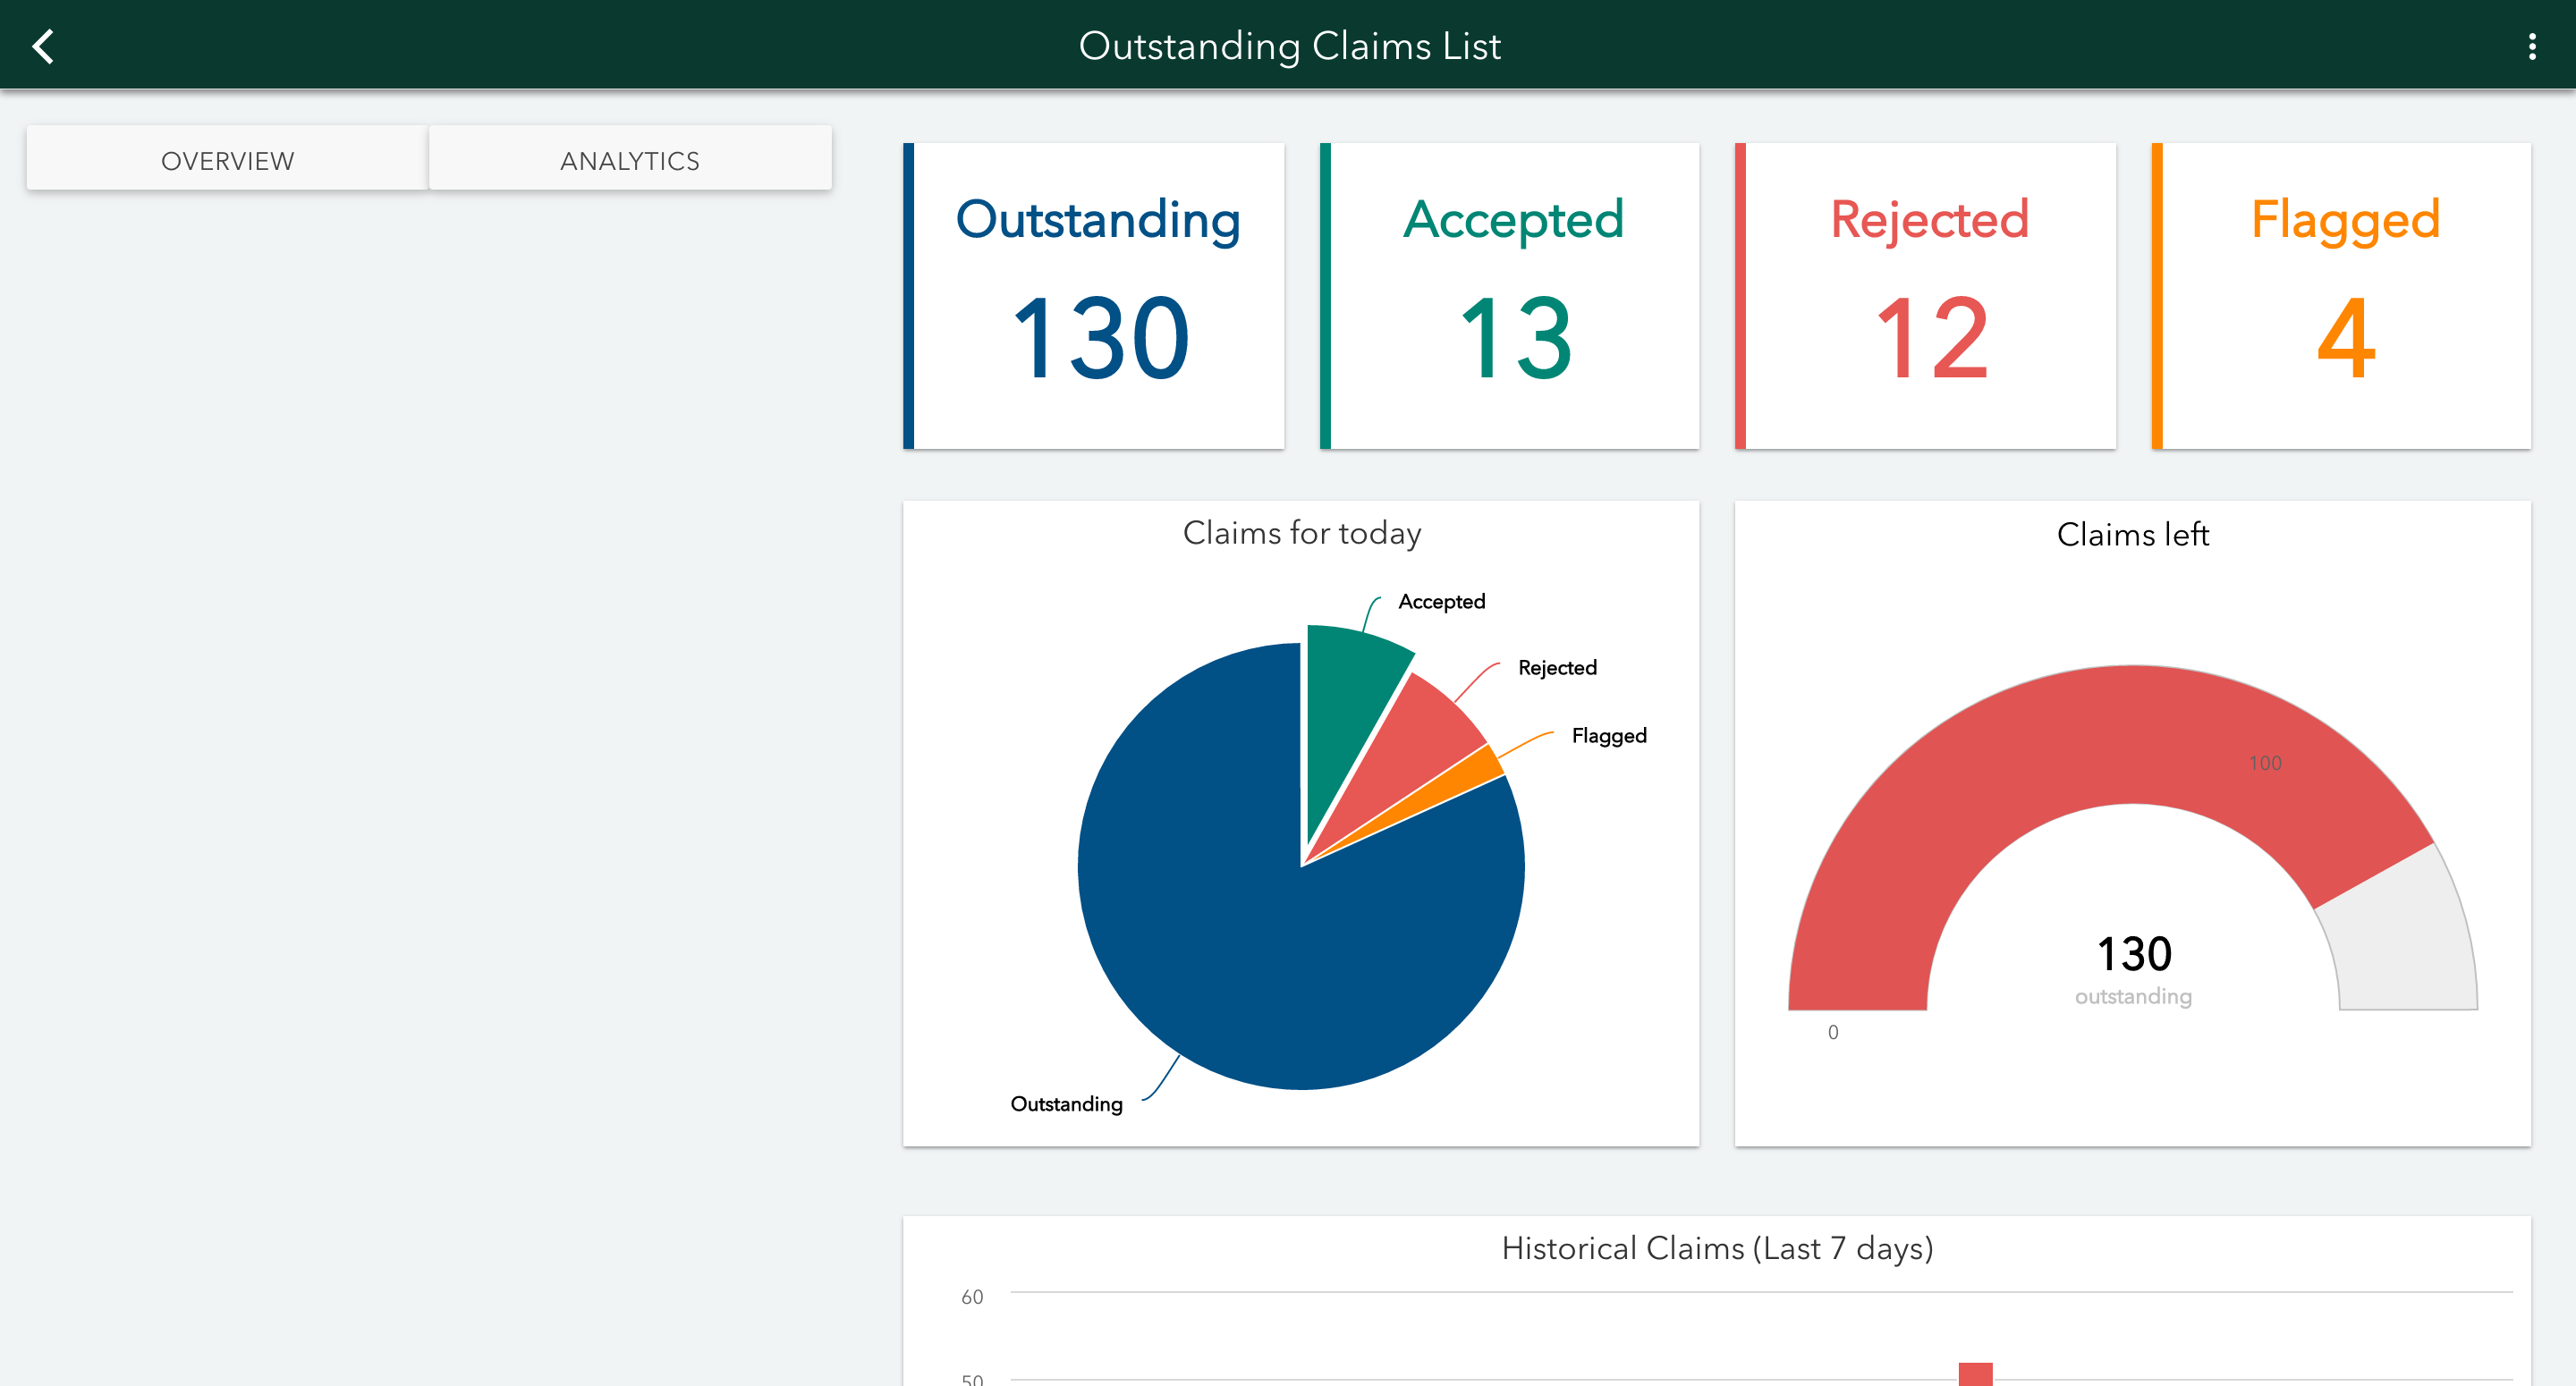 Outstanding Claims List
OVERVIEW
ANALYTICS
Outstanding
130
Accepted
13
Rejected
12
Flagged
4
Claims for today
Accepted
Rejected
Flagged
Outstanding
Claims left
100
130
outstanding
0
Historical Claims (Last 7 days)
60
50